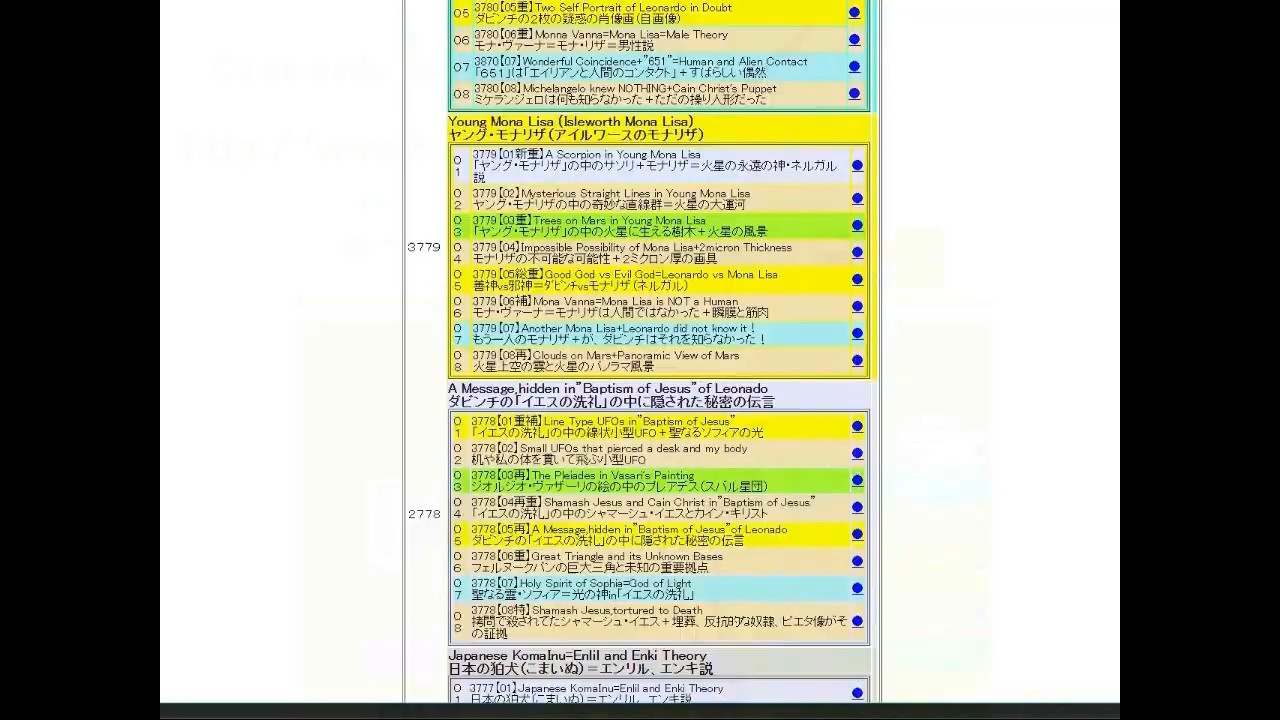 05 3780【05重】Two Self Portrait of Leonardo in Doubt
ダビンチの2枚の疑惑の肖像画(自画像)
06 3780【06重】Monna Vanna=Mona Lisa=Male Theory
モナ・ヴァーナ=モナ・リザ=男性説
07 3870【07】Wonderful Coincidence+"651"=Human and Alien Contact
「651」は「エイリアンと人間のコンタクト」+すばらしい偶然
08 3780【08】Michelangelo knew NOTHING+Cain Christ's Puppet
ミケランジェロは何も知らなかった+ただの操り人形だった
Young Mona Lisa (Isleworth Mona Lisa)
ヤング・モナリザ(アイルワースのモナリザ)
3779
01 3779【01新重】A Scorpion in Young Mona Lisa
「ヤング・モナリザ」の中のサソリ+モナリザ=火星の永遠の神・ネルガル
説
02 3779【02】Mysterious Straight Lines in Young Mona Lisa
ヤング・モナリザの中の奇妙な直線群=火星の大運河
03 3779【03重】Trees on Mars in Young Mona Lisa
「ヤング・モナリザ」の中の火星に生える樹木+火星の風景
04 3779【04】Impossible Possibility of Mona Lisa+2micron Thickness
モナリザの不可能な可能性+2ミクロン厚の画具
05 3779【05総重】Good God vs Evil God=Leonardo vs Mona Lisa
善神vs邪神=ダビンチvsモナリザ(ネルガル)
06 3779【06補】Mona Vanna=Mona Lisa is NOT a Human
モナ・ヴァーナ=モナリザは人間ではなかった+瞬膜と筋肉
07 3779【07】Another Mona Lisa+Leonardo did not know it!
もう一人のモナリザ+が、ダビンチはそれを知らなかった!
08 3779【08再】Clouds on Mars+Panoramic View of Mars
火星上空の雲と火星のパノラマ風景
A Message,hidden in"Baptism of Jesus"of Leonado
ダビンチの「イエスの洗礼」の中に隠された秘密の伝言
2778
01 3778【01重補】Line Type UFOs in"Baptism of Jesus"
「イエスの洗礼」の中の線状小型UFO+聖なるソフィアの光
02 3778【02】Small UFOs that pierced a desk and my body
机や私の体を貫いて飛ぶ小型UFO
03 3778【03再】The Pleiades in Vasari's Painting
ジオルジオ・ヴァザーリの絵の中のプレアデス(スバル星団)
04 3778【04再重】Shamash Jesus and Cain Christ in"Baptism of Jesus"
「イエスの洗礼」の中のシャマーシュ・イエスとカイン・キリスト
05 3778【05再】A Message,hidden in"Baptism of Jesus"of Leonado
ダビンチの「イエスの洗礼」の中に隠された秘密の伝言
06 3778【06重】Great Triangle and its Unknown Bases
フェルヌークバンの巨大三角と未知の重要拠点
07 3778【07】Holy Spirit of Sophia=God of Light
聖なる霊・ソフィア=光の神in「イエスの洗礼」
08 3778【08特】Shamash Jesus,tortured to Death
拷問で殺されてたシャマーシュ・イエス+埋葬、反抗的な奴隷、ピエタ像がそ
の証拠
Japanese KomaInu=Enlil and Enki Theory
日本の狛犬(こまいぬ)=エンリル、エンキ説
01 3777【01】Japanese KomaInu=Enlil and Enki Theory
日本の狛犬(こまいぬ)=エンリル、エンキ説